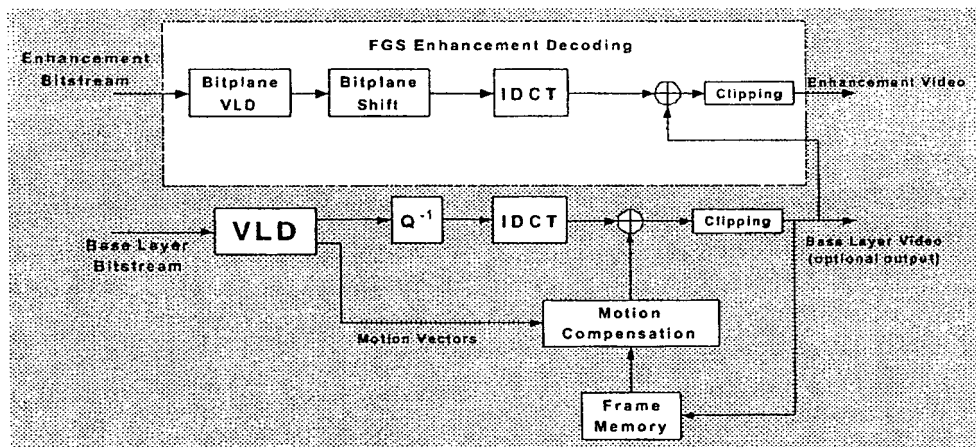 FGS Enhancement Decoding
Enhancement
Bitstream
Bitplane
VLD
Bitplane
Shift
IDCT
Clipping
Enhancement Video
Base Layer
Bitstream
VLD
Q⁻¹
IDCT
Clipping
Base Layer Video
(optional output)
Motion Vectors
Motion
Compensation
Frame
Memory